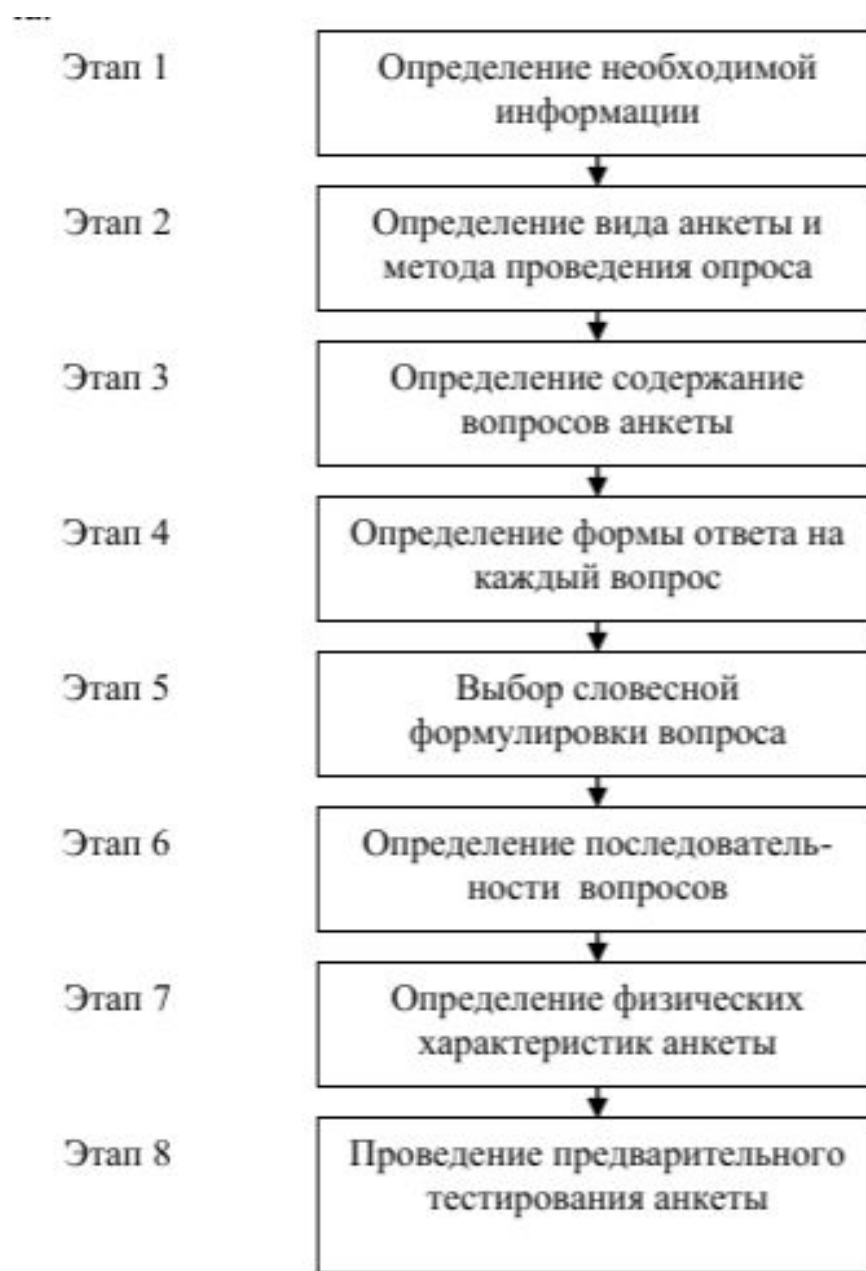 Этап 1
Определение необходимой
информации
Этап 2
Определение вида анкеты и
метода проведения опроса
Этап 3
Определение содержание
вопросов анкеты
Этап 4
Определение формы ответа на
каждый вопрос
Этап 5
Выбор словесной
формулировки вопроса
Этап 6
Определение последователь-
ности вопросов
Этап 7
Определение физических
характеристик анкеты
Этап 8
Проведение предварительного
тестирования анкеты